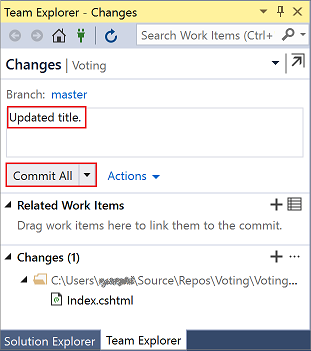 Team Explorer - Changes
Search Work Items (Ctrl+
Changes | Voting
Branch: master
Updated title.
Commit All Actions
Related Work Items
Drag work items here to link them to the commit.
Changes (1)
C:\Users\ \Source\Repos\Voting\Voting...
Index.cshtml
Solution Explorer Team Explorer